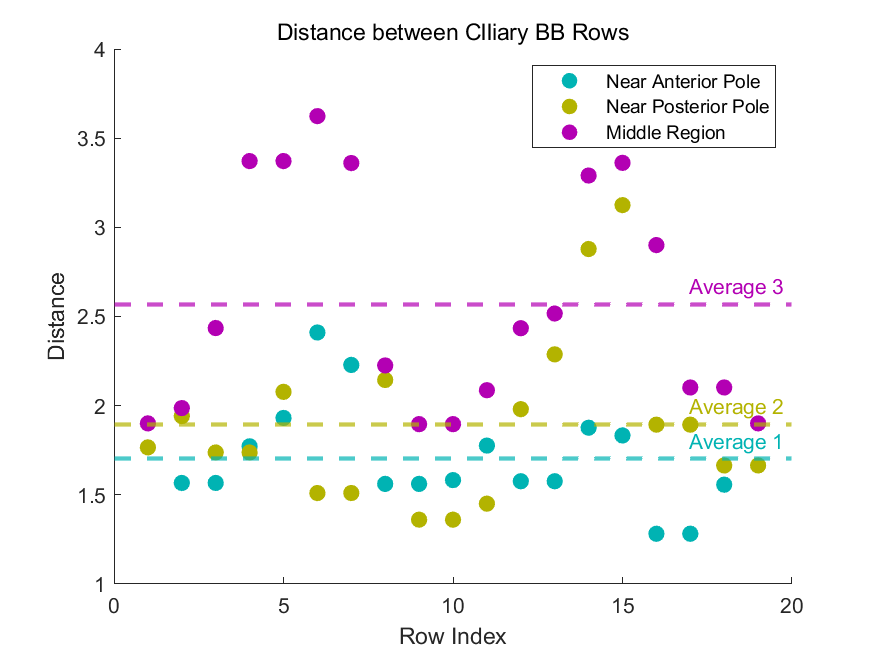 Distance between CIliary BB Rows
Near Anterior Pole
Near Posterior Pole
Middle Region
4
3.5
3
2.5
2
1.5
1
Distance
Average 3
Average 2
Average 1
0
5
10
15
20
Row Index